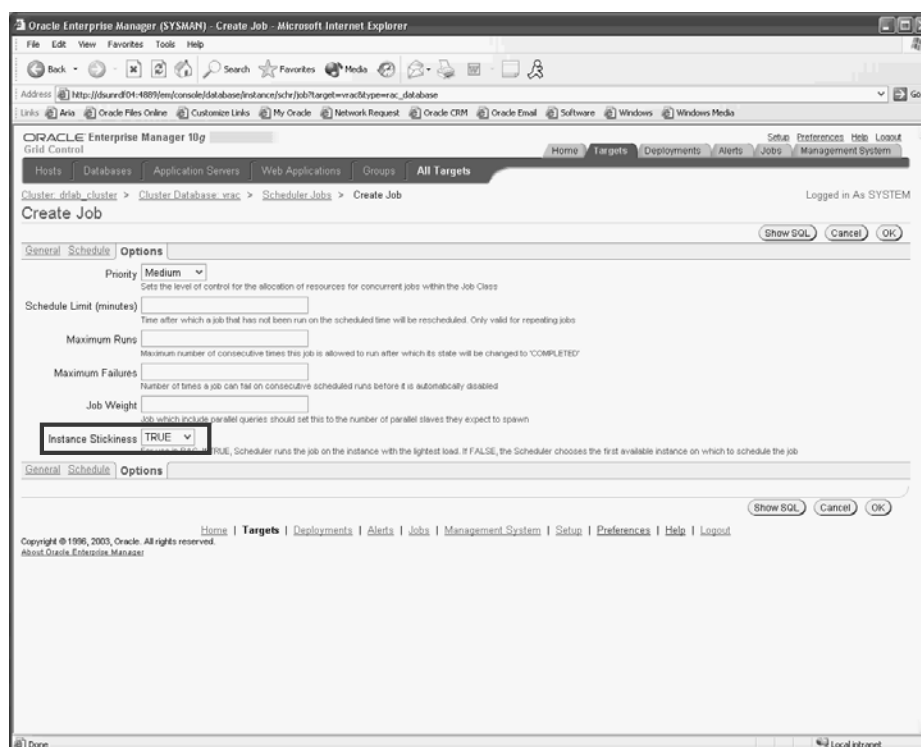 Oracle Enterprise Manager (SYSMAN) - Create Job - Microsoft Internet Explorer
File Edit View Favorites Tools Help
Back Search Favorites Media
Address http://dsunrdf04:4889/em/console/database/instance/schr/job?target=vrac&type=rac_database Go
Links Aria Oracle Files Online Customize Links My Oracle Network Request Oracle CRM Oracle Email Software Windows Windows Media
ORACLE Enterprise Manager 10g
Grid Control
Setup Preferences Help Logout
Home Targets Deployments Alerts Jobs Management System
Hosts Databases Application Servers Web Applications Groups All Targets
Cluster: drlab_cluster > Cluster Database: vrac > Scheduler Jobs > Create Job Logged in As SYSTEM
Create Job
Show SQL Cancel OK
General Schedule Options
Priority Medium
Sets the level of control for the allocation of resources for concurrent jobs within the Job Class
Schedule Limit (minutes)
Time after which a job that has not been run on the scheduled time will be rescheduled. Only valid for repeating jobs
Maximum Runs
Maximum number of consecutive times this job is allowed to run after which its state will be changed to 'COMPLETED'
Maximum Failures
Number of times a job can fail on consecutive scheduled runs before it is automatically disabled
Job Weight
Job which include parallel queries should set this to the number of parallel slaves they expect to spawn
Instance Stickiness TRUE
TRUE, Scheduler runs the job on the instance with the lightest load. If FALSE, the Scheduler chooses the first available instance on which to schedule the job
General Schedule Options
Show SQL Cancel OK
Home | Targets | Deployments | Alerts | Jobs | Management System | Setup | Preferences | Help | Logout
Copyright © 1996, 2003, Oracle. All rights reserved.
About Oracle Enterprise Manager
Done Local intranet